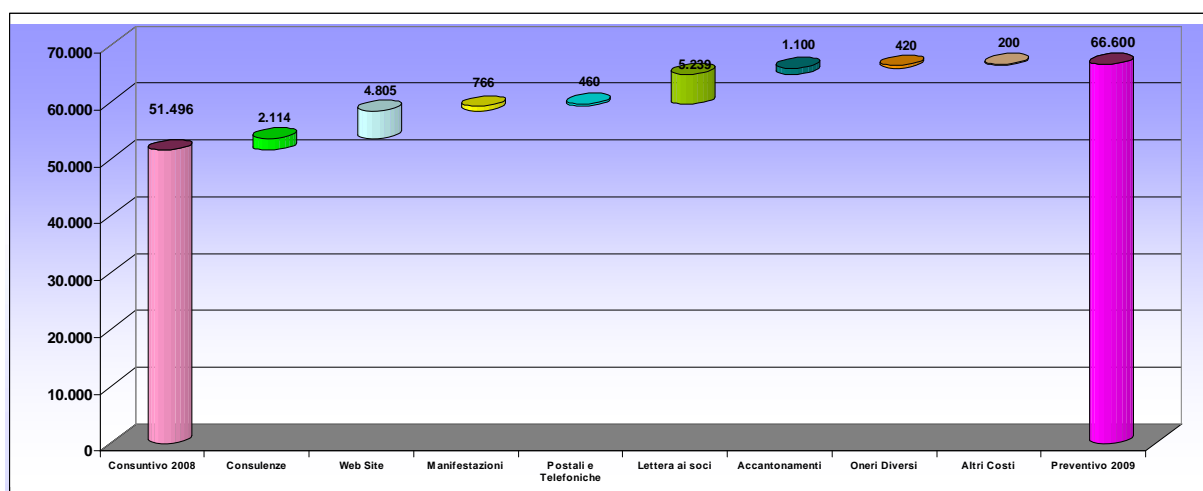 70.000
60.000
50.000
40.000
30.000
20.000
10.000
0
51.496
2.114
4.805
766
460
5.239
1.100
420
200
66.600
Consuntivo 2008
Consulenze
Web Site
Manifestazioni
Postali e
Telefoniche
Lettera ai soci
Accantonamenti
Oneri Diversi
Altri Costi
Preventivo 2009